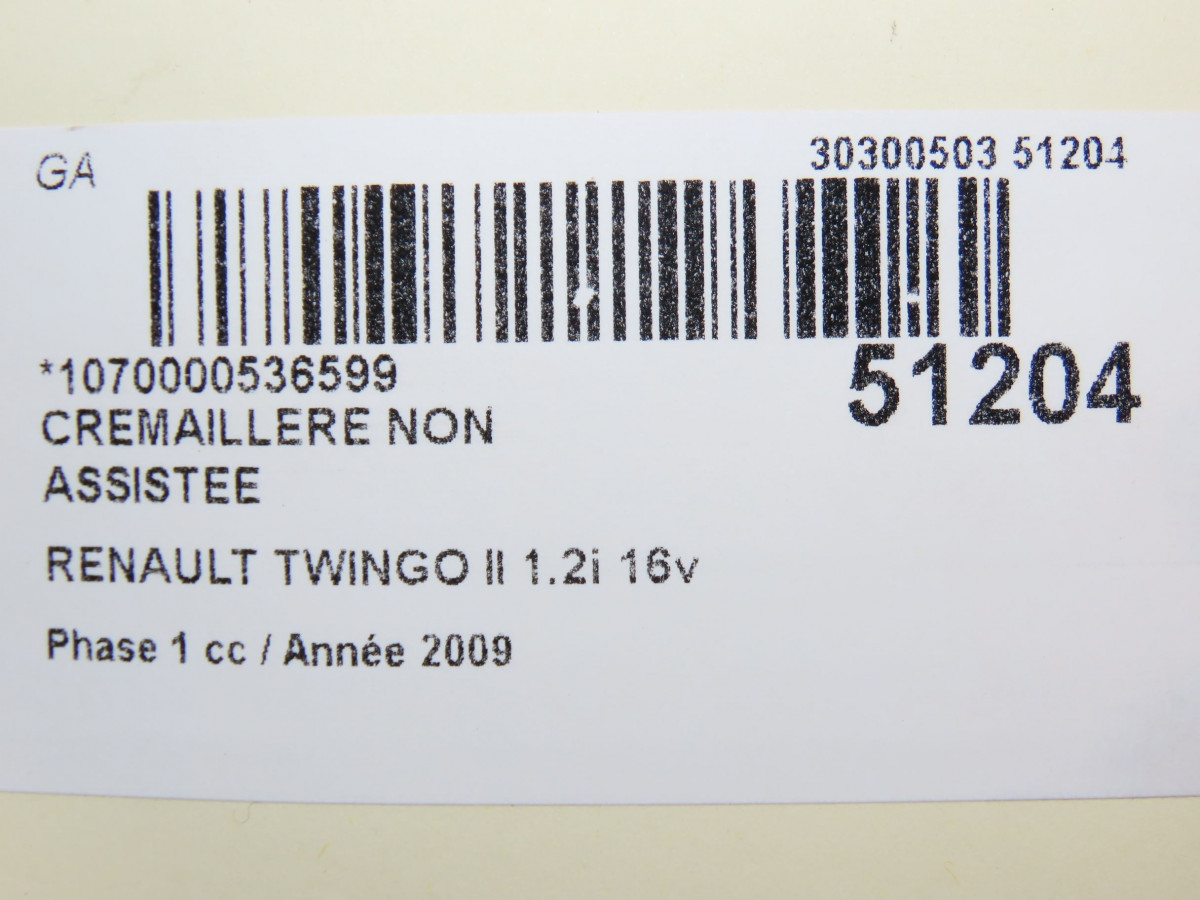 GA
30300503 51204
*1070000536599
51204
CREMAILLERE NON
ASSISTEE
RENAULT TWINGO II 1.2i 16v
Phase 1 cc / Année 2009